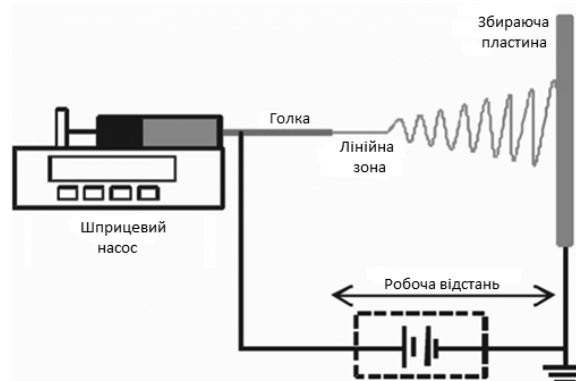 Збираюча
пластина
Голка
Лінійна
зона
Шприцевий
насос
Робоча відстань